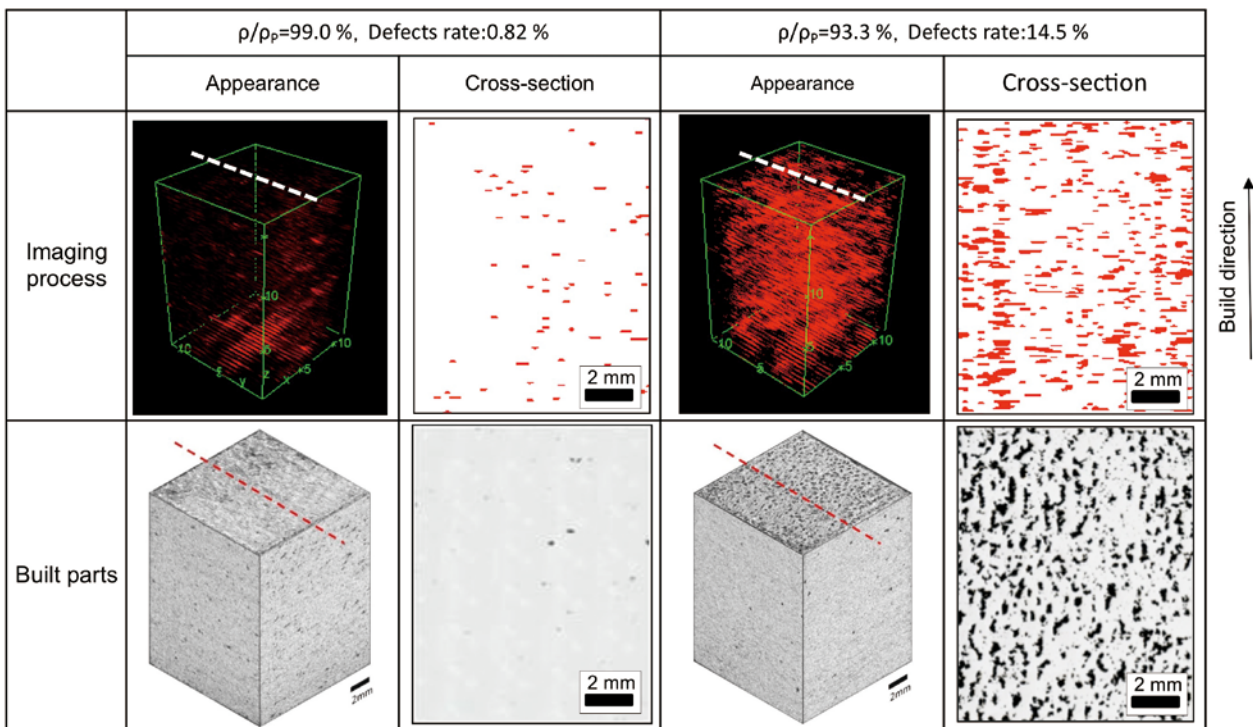 ρ/ρₚ=99.0 %, Defects rate:0.82 %
ρ/ρₚ=93.3 %, Defects rate:14.5 %
Appearance
Cross-section
Appearance
Cross-section
Imaging
process
10
10
5
5
10
y
z
x
2 mm
10
5
5
10
2 mm
Build direction
Built parts
2mm
2 mm
2mm
2 mm